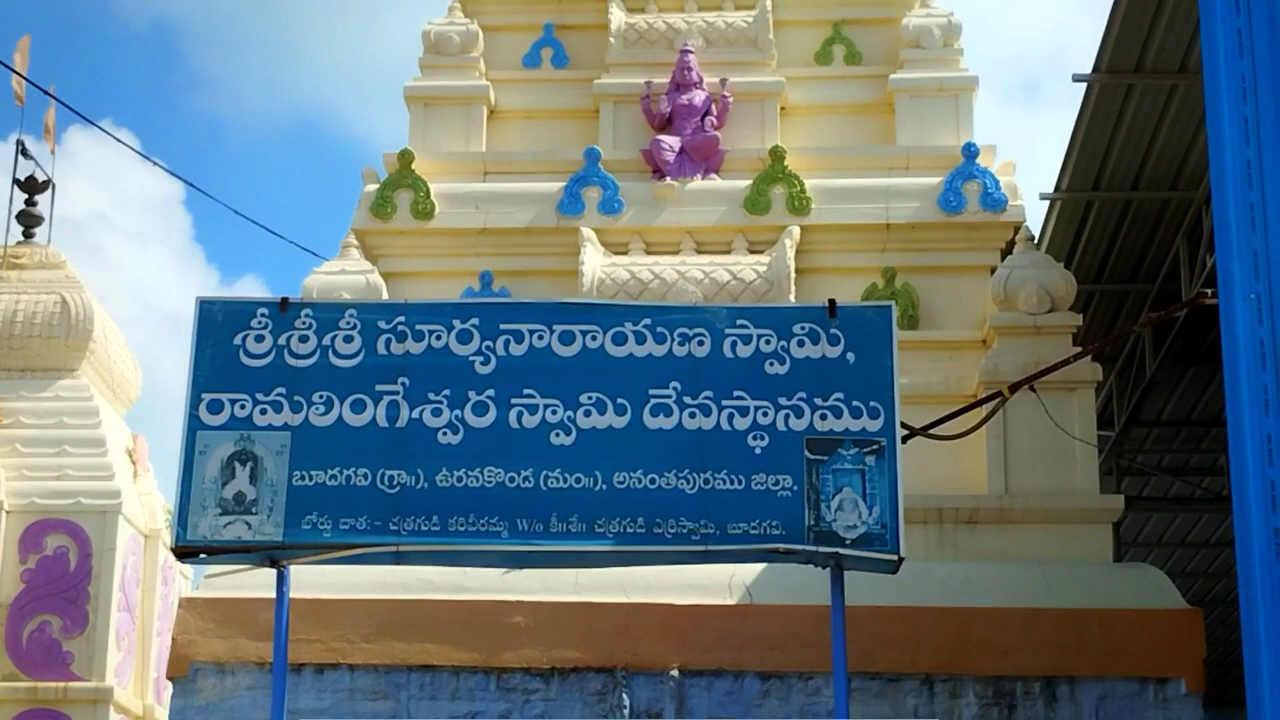 శ్రీశ్రీశ్రీ సూర్యనారాయణ స్వామి,
రామలింగేశ్వర స్వామి దేవస్థానము
బూదగవి (గ్రా॥), ఉరవకొండ (మం॥), అనంతపురము జిల్లా.
బోర్డు దాత:- చత్రగుడి కరివీరమ్మ W/o కీ॥శే॥ చత్రగుడి ఎర్రిస్వామి, బూదగవి.